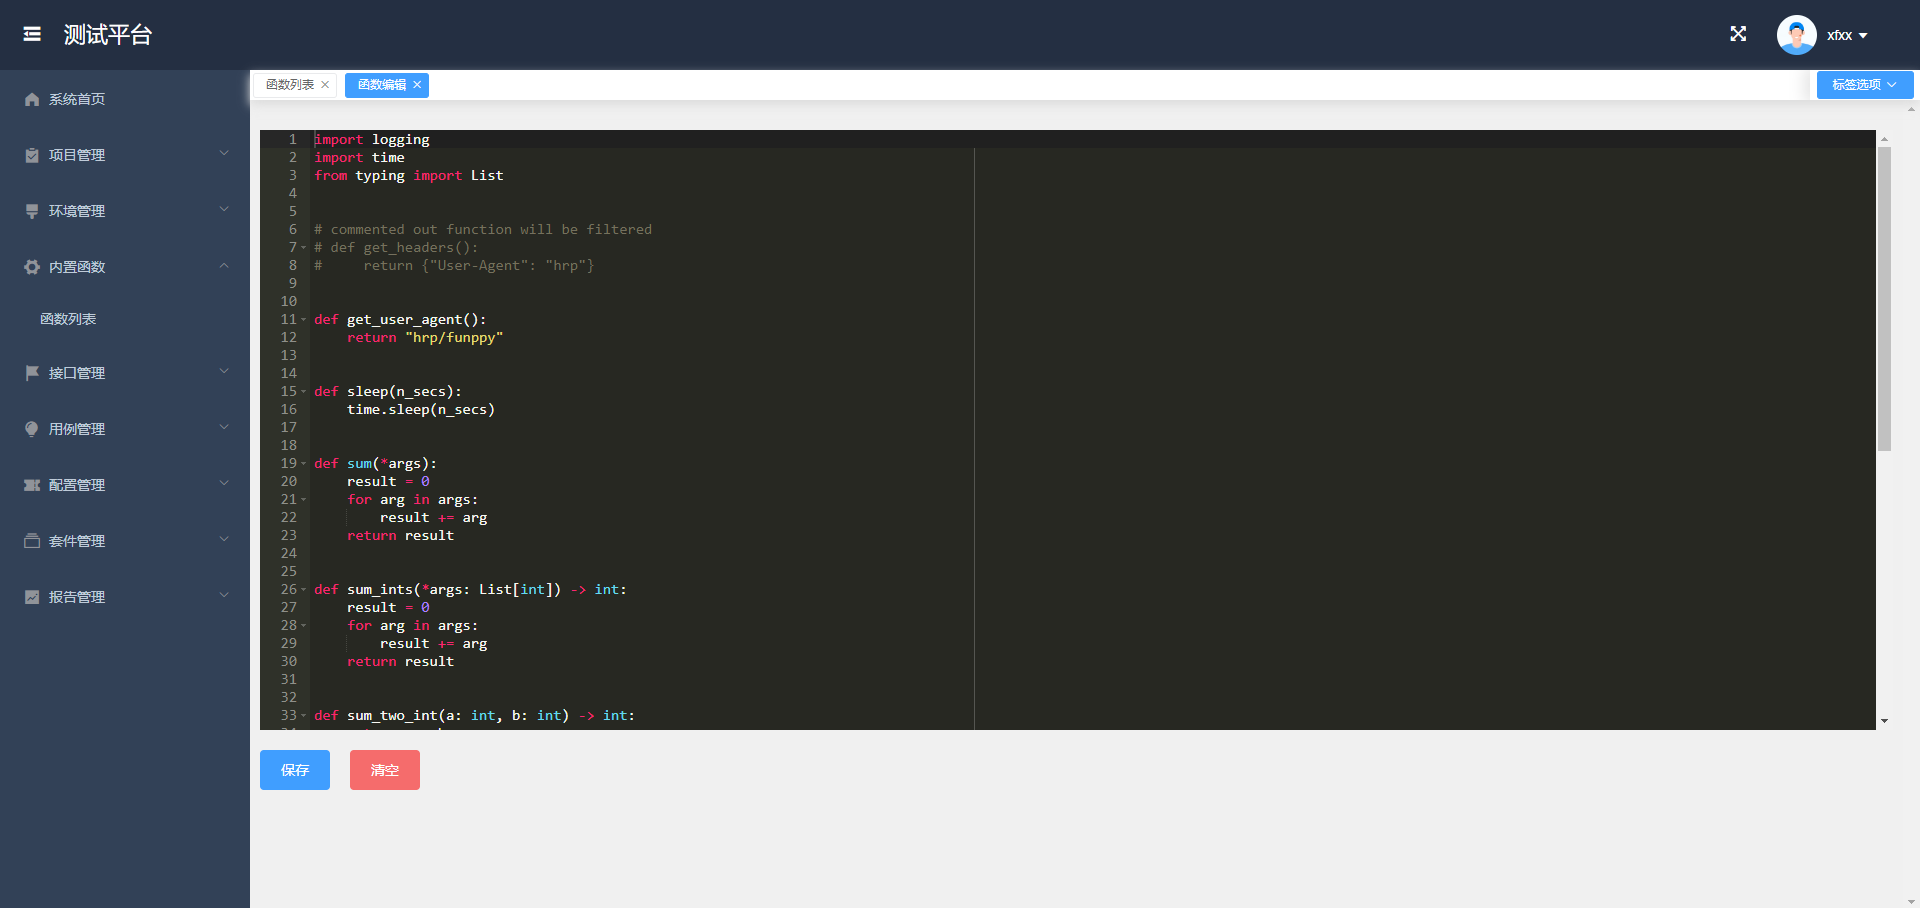 测试平台
xfxx
系统首页
项目管理
环境管理
内置函数
函数列表
接口管理
用例管理
配置管理
套件管理
报告管理
函数列表
函数编辑
标签选项
1 import logging
2 import time
3 from typing import List
4
5
6 # commented out function will be filtered
7 # def get_headers():
8 #     return {"User-Agent": "hrp"}
9
10
11 def get_user_agent():
12     return "hrp/funppy"
13
14
15 def sleep(n_secs):
16     time.sleep(n_secs)
17
18
19 def sum(*args):
20     result = 0
21     for arg in args:
22         result += arg
23     return result
24
25
26 def sum_ints(*args: List[int]) -> int:
27     result = 0
28     for arg in args:
29         result += arg
30     return result
31
32
33 def sum_two_int(a: int, b: int) -> int:
保存
清空